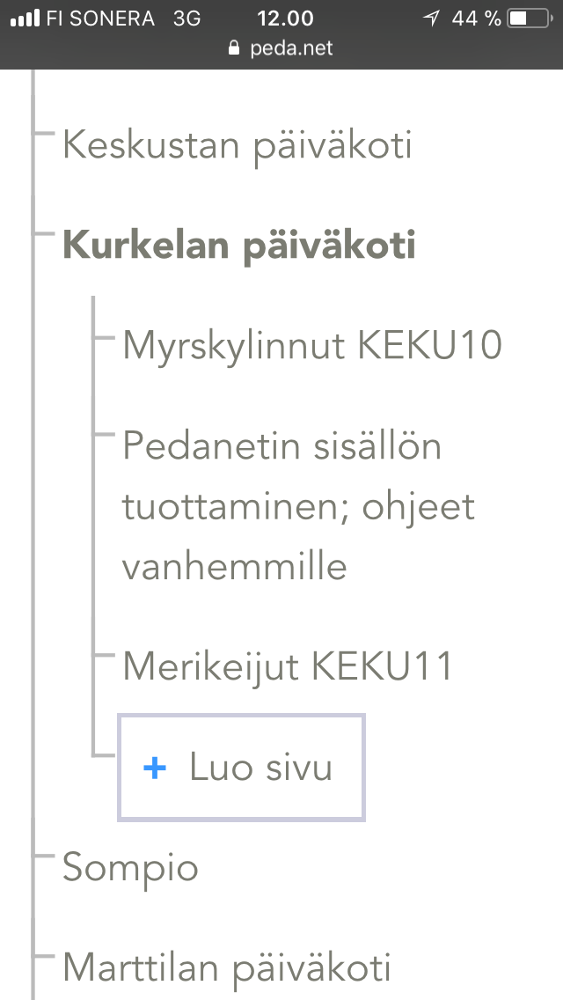 FI SONERA 3G 12.00 44 %
peda.net
Keskustan päiväkoti
Kurkelan päiväkoti
Myrskylinnut KEKU10
Pedanetin sisällön
tuottaminen; ohjeet
vanhemmille
Merikeijut KEKU11
+ Luo sivu
Sompio
Marttilan päiväkoti